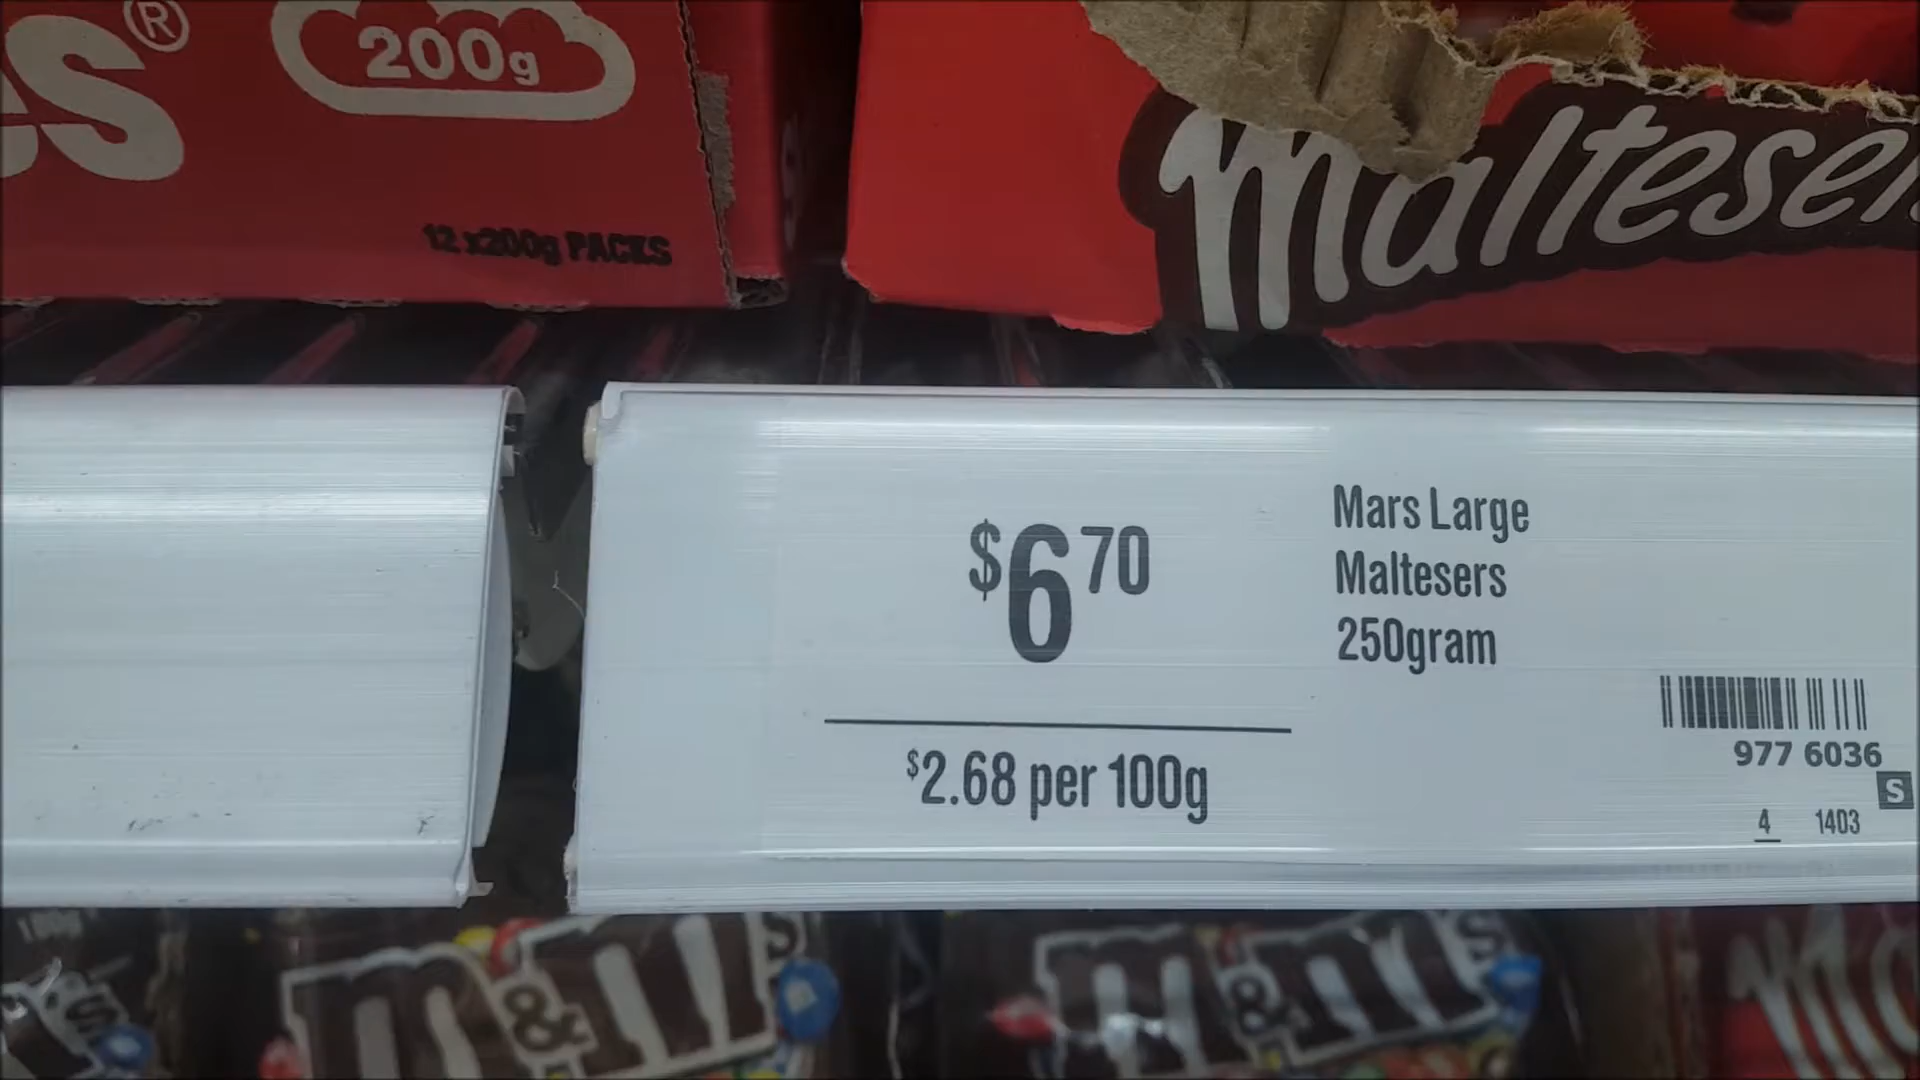 ®
200g
s
12 x200g PACKS
Maltesers
$6 70
Mars Large
Maltesers
250gram
$2.68 per 100g
977 6036
S
4 1403
180g
m&m's
m&m's